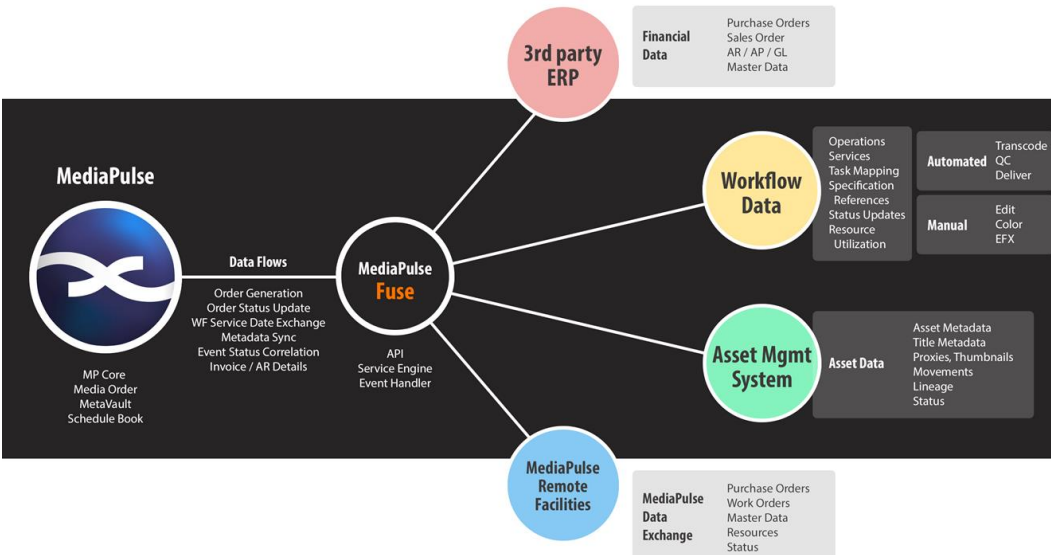 MediaPulse
MP Core
Media Order
MetaVault
Schedule Book
Data Flows
Order Generation
Order Status Update
WF Service Date Exchange
Metadata Sync
Event Status Correlation
Invoice / AR Details
MediaPulse
Fuse
API
Service Engine
Event Handler
3rd party
ERP
Financial
Data
Purchase Orders
Sales Order
AR / AP / GL
Master Data
Workflow
Data
Operations
Services
Task Mapping
Specification
References
Status Updates
Resource
Utilization
Automated
Transcode
QC
Deliver
Manual
Edit
Color
EFX
Asset Mgmt
System
Asset Data
Asset Metadata
Title Metadata
Proxies, Thumbnails
Movements
Lineage
Status
MediaPulse
Remote
Facilities
MediaPulse
Data
Exchange
Purchase Orders
Work Orders
Master Data
Resources
Status